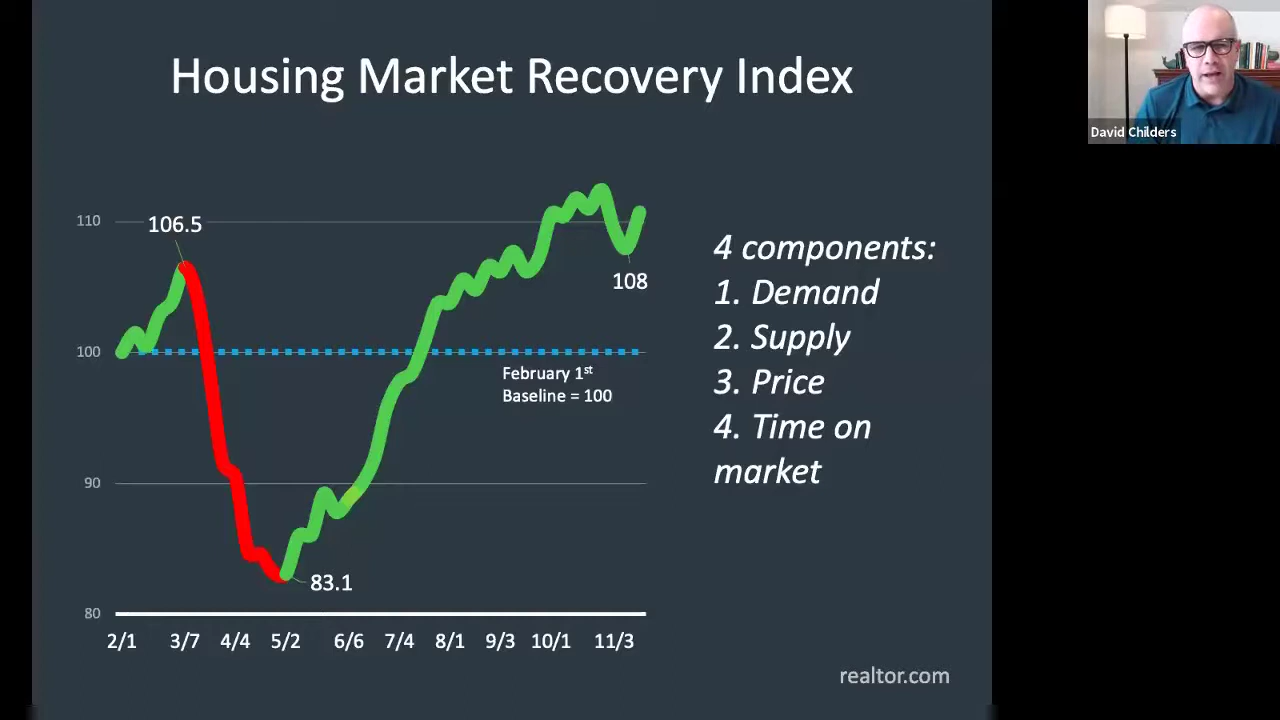 Housing Market Recovery Index
David Childers
110
106.5
100
90
80
108
83.1
February 1st
Baseline = 100
2/1 3/7 4/4 5/2 6/6 7/4 8/1 9/3 10/1 11/3
4 components:
1. Demand
2. Supply
3. Price
4. Time on
market
realtor.com